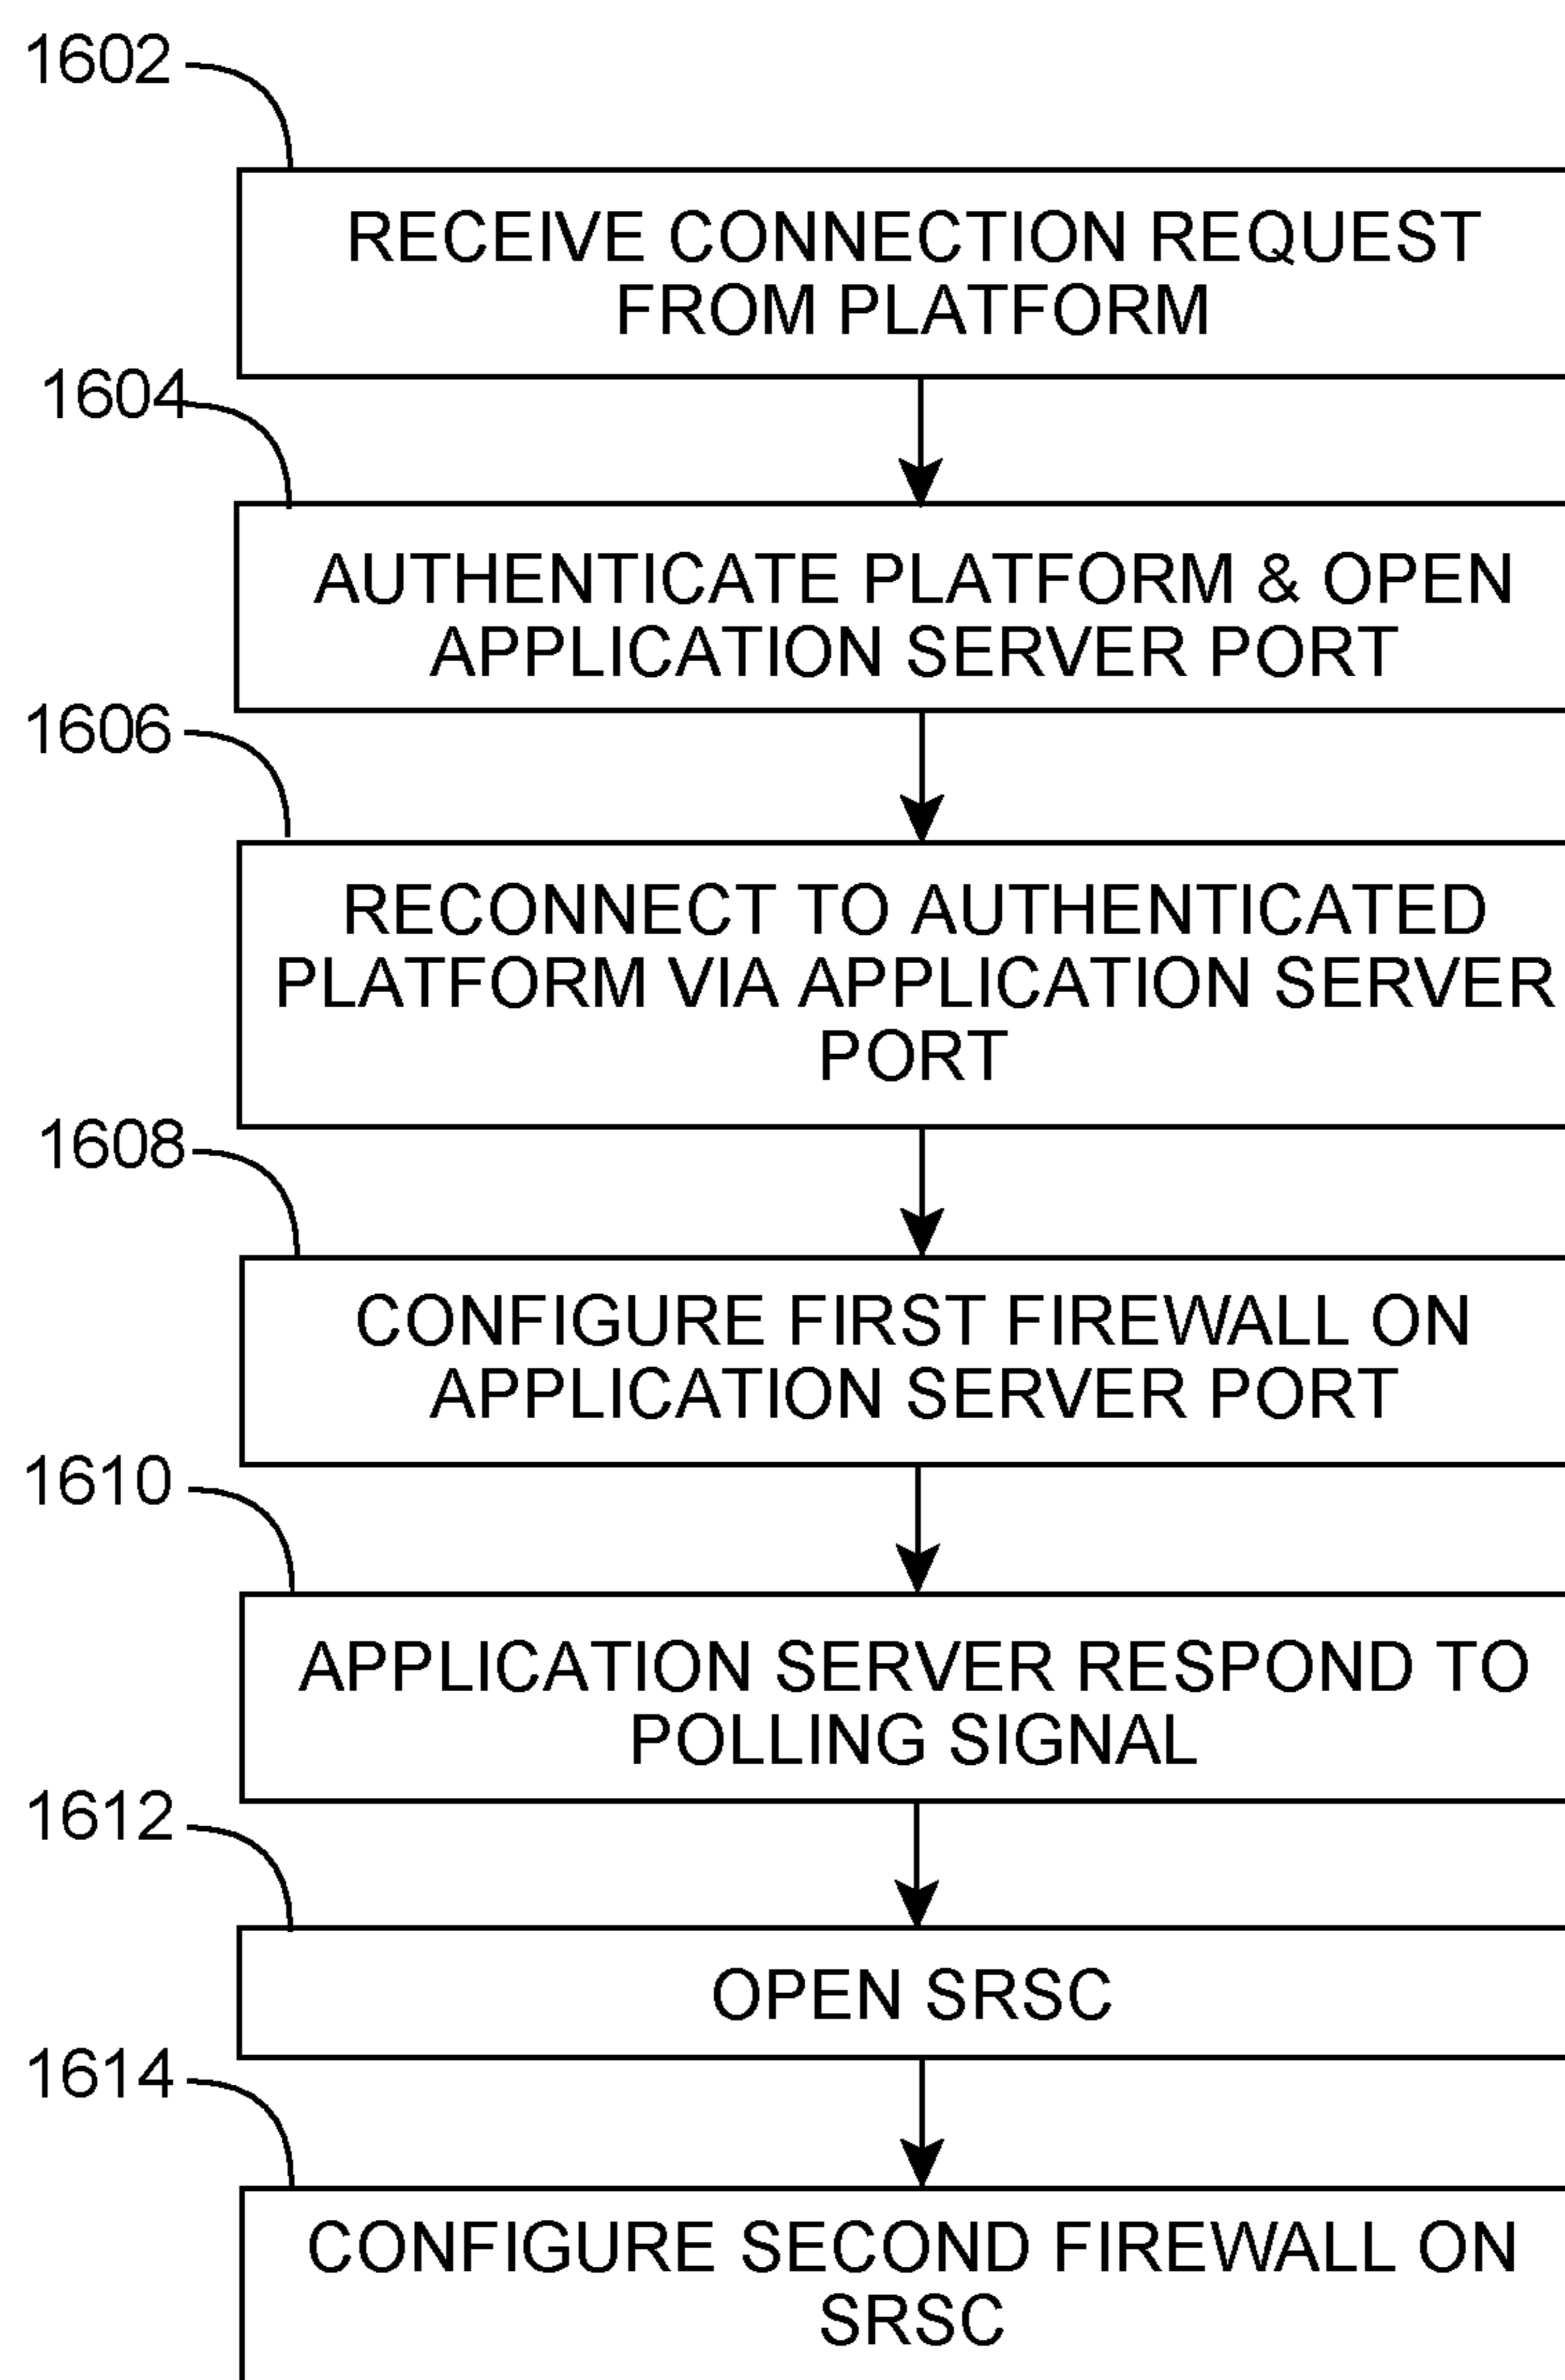 1602
RECEIVE CONNECTION REQUEST
FROM PLATFORM
1604
AUTHENTICATE PLATFORM & OPEN
APPLICATION SERVER PORT
1606
RECONNECT TO AUTHENTICATED
PLATFORM VIA APPLICATION SERVER
PORT
1608
CONFIGURE FIRST FIREWALL ON
APPLICATION SERVER PORT
1610
APPLICATION SERVER RESPOND TO
POLLING SIGNAL
1612
OPEN SRSC
1614
CONFIGURE SECOND FIREWALL ON
SRSC